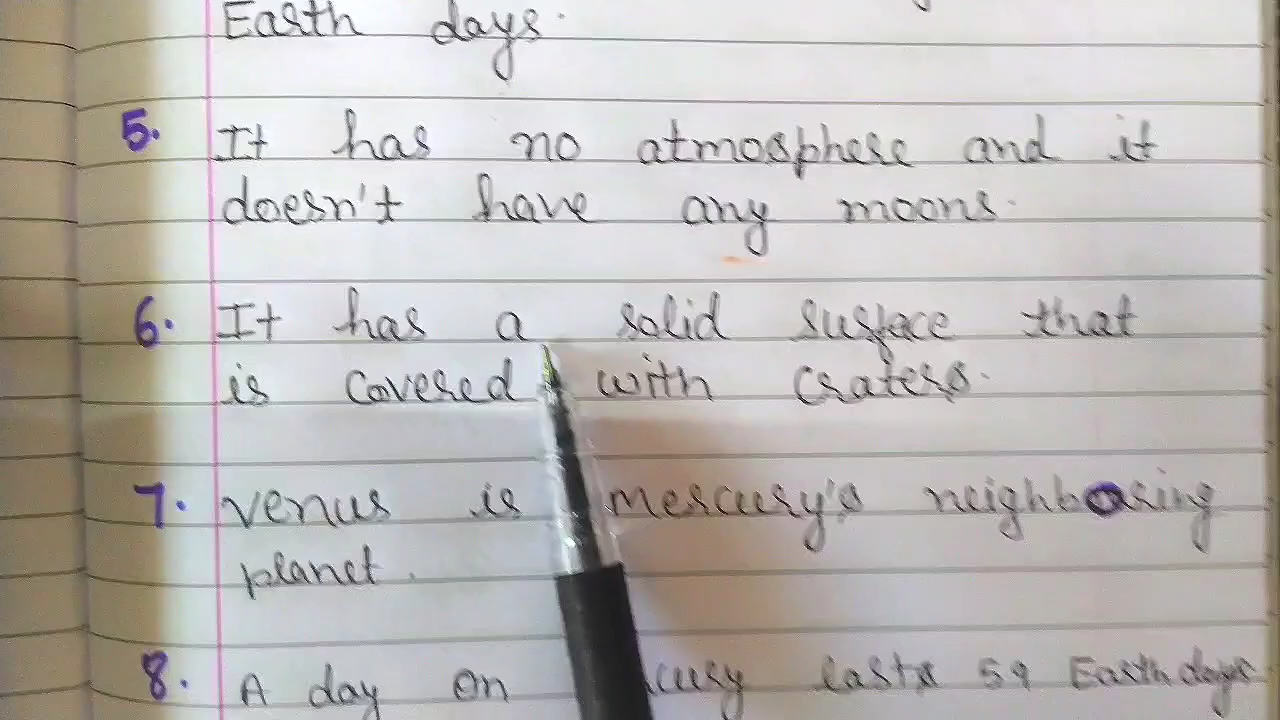 Earth days.
5. It has no atmosphere and it
doesn't have any moons.
6. It has a solid surface that
is covered with craters.
7. Venus is mercury's neighboring
planet.
8. A day on lasts 59 Earth days